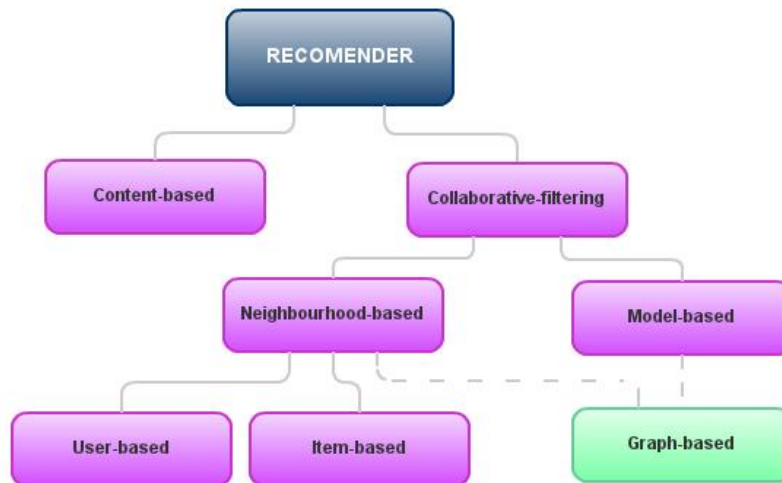 RECOMENDER
Content-based
Collaborative-filtering
Neighbourhood-based
Model-based
User-based
Item-based
Graph-based